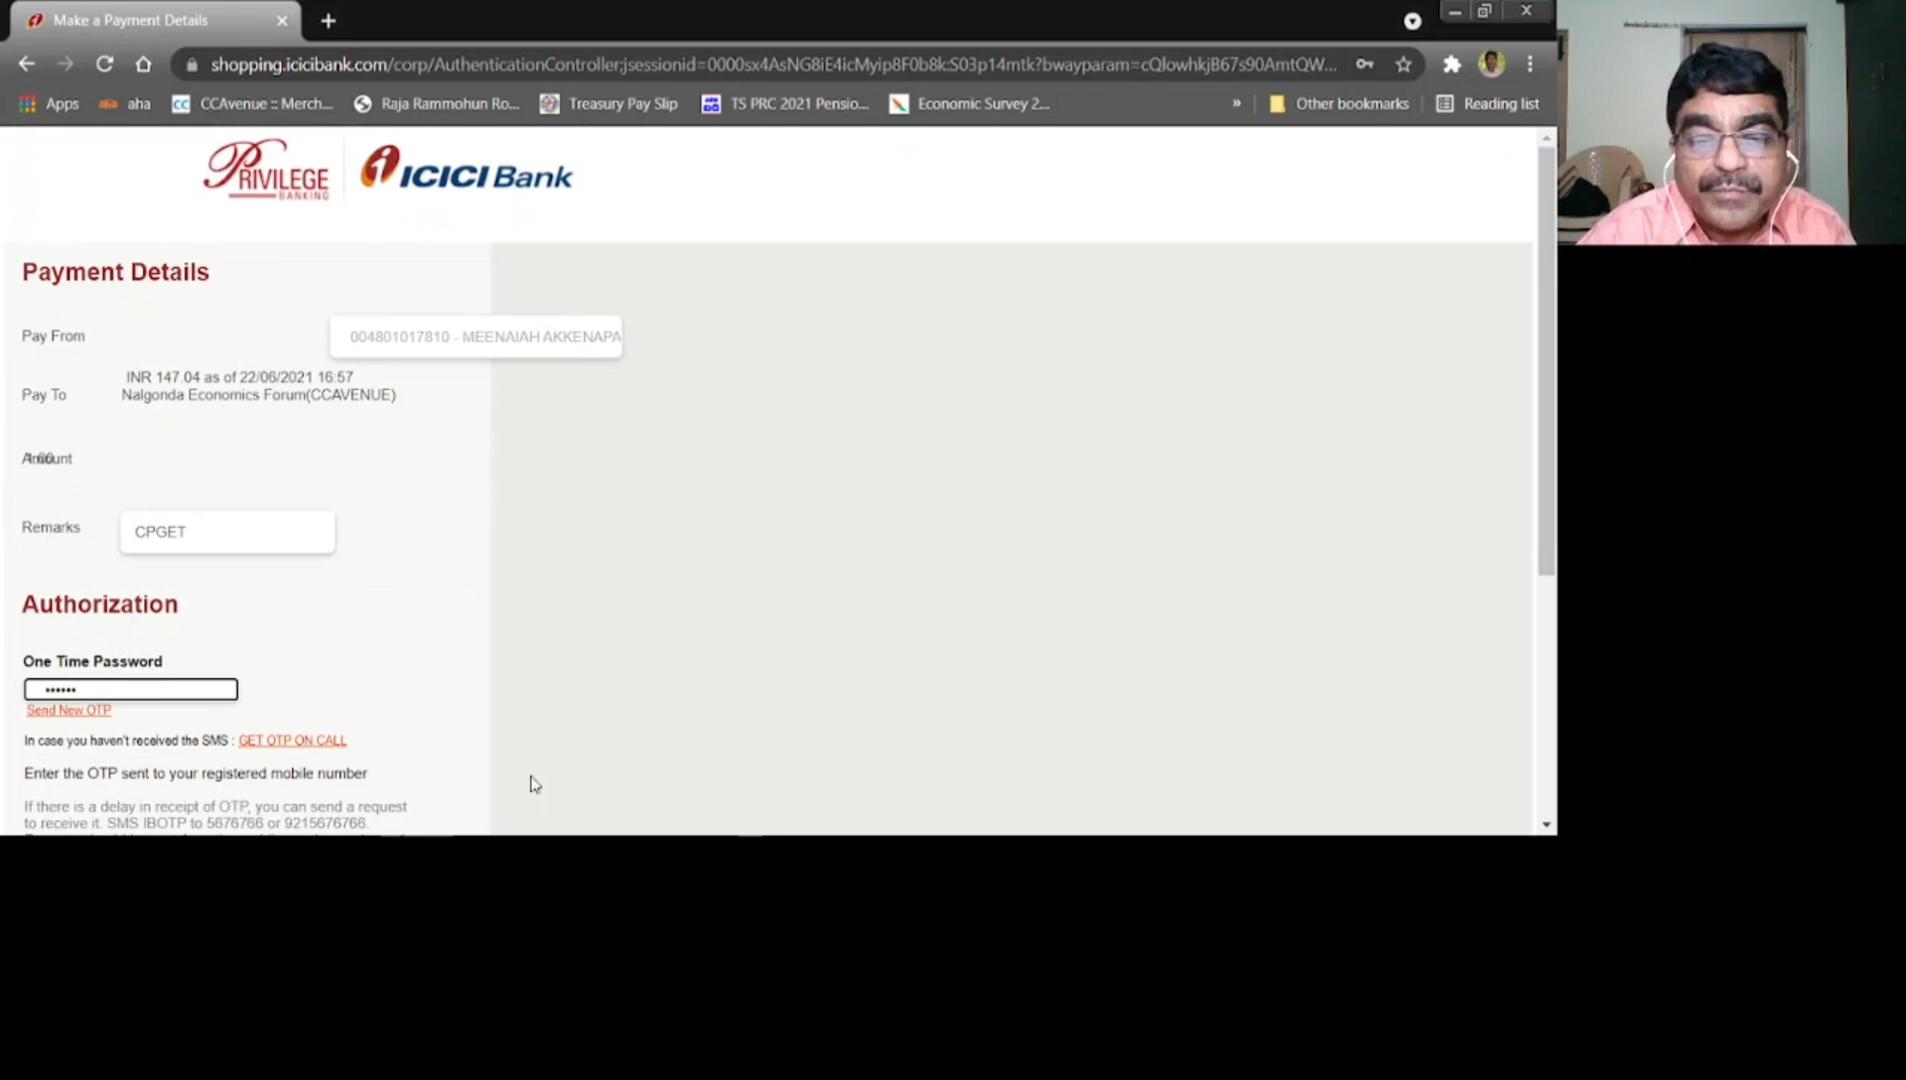 Make a Payment Details
shopping.icicibank.com/corp/AuthenticationController;jsessionid=0000sx4AsNG8iE4icMyip8F0b8k:S03p14mtk?bwayparam=cQlowhkjB67s90AmtQW...
Apps aha CCAvenue :: Merch... Raja Rammohun Ro... Treasury Pay Slip TS PRC 2021 Pensio... Economic Survey 2... » Other bookmarks Reading list
PRIVILEGE BANKING ICICI Bank
Payment Details
Pay From 004801017810 - MEENAIAH AKKENAPA
INR 147.04 as of 22/06/2021 16:57
Pay To Nalgonda Economics Forum(CCAVENUE)
Amount
Remarks CPGET
Authorization
One Time Password
••••••
Send New OTP
In case you haven't received the SMS : GET OTP ON CALL
Enter the OTP sent to your registered mobile number
If there is a delay in receipt of OTP, you can send a request
to receive it. SMS IBOTP to 5676766 or 9215676766.